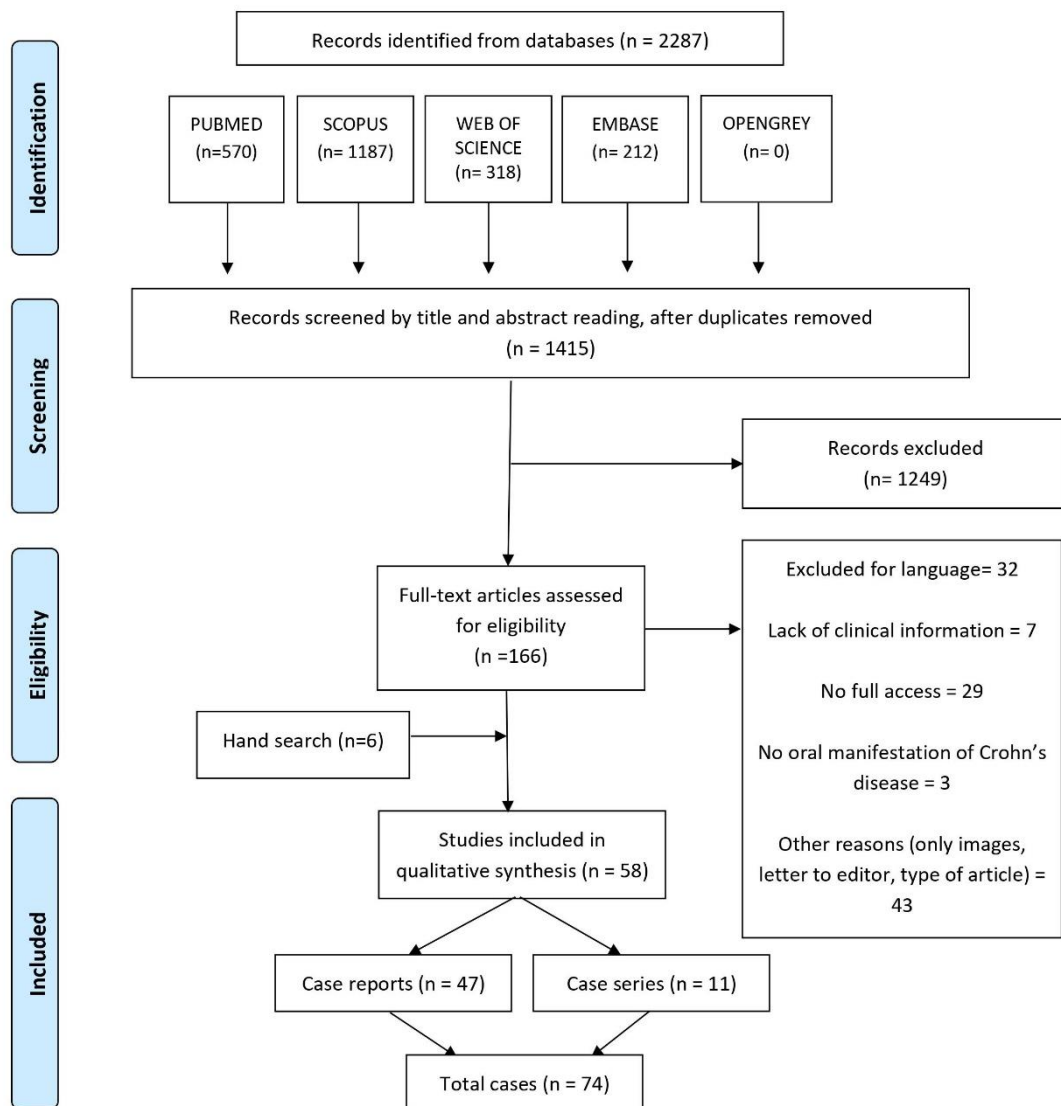 Identification
Records identified from databases (n = 2287)
PUBMED
(n=570)
SCOPUS
(n= 1187)
WEB OF
SCIENCE
(n= 318)
EMBASE
(n= 212)
OPENGREY
(n= 0)
Screening
Records screened by title and abstract reading, after duplicates removed
(n = 1415)
Records excluded
(n= 1249)
Eligibility
Full-text articles assessed
for eligibility
(n =166)
Excluded for language= 32
Lack of clinical information = 7
No full access = 29
No oral manifestation of Crohn’s
disease = 3
Other reasons (only images,
letter to editor, type of article) =
43
Hand search (n=6)
Included
Studies included in
qualitative synthesis (n = 58)
Case reports (n = 47)
Case series (n = 11)
Total cases (n = 74)